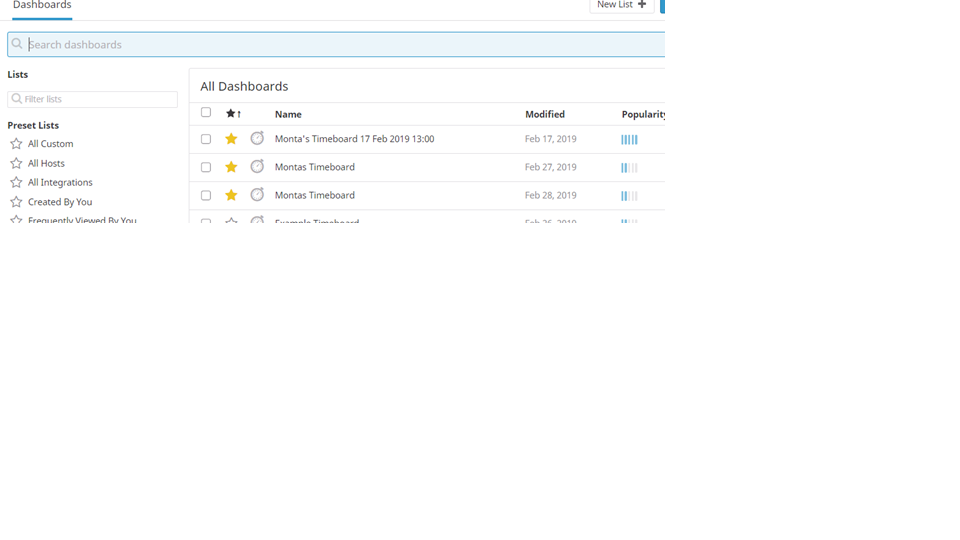 Dashboards
New List +
Search dashboards
Lists
Filter lists
Preset Lists
All Custom
All Hosts
All Integrations
Created By You
Frequently Viewed By You
All Dashboards
Name Modified Popularity
Monta's Timeboard 17 Feb 2019 13:00 Feb 17, 2019
Montas Timeboard Feb 27, 2019
Montas Timeboard Feb 28, 2019
Example Timeboard Feb 26, 2019